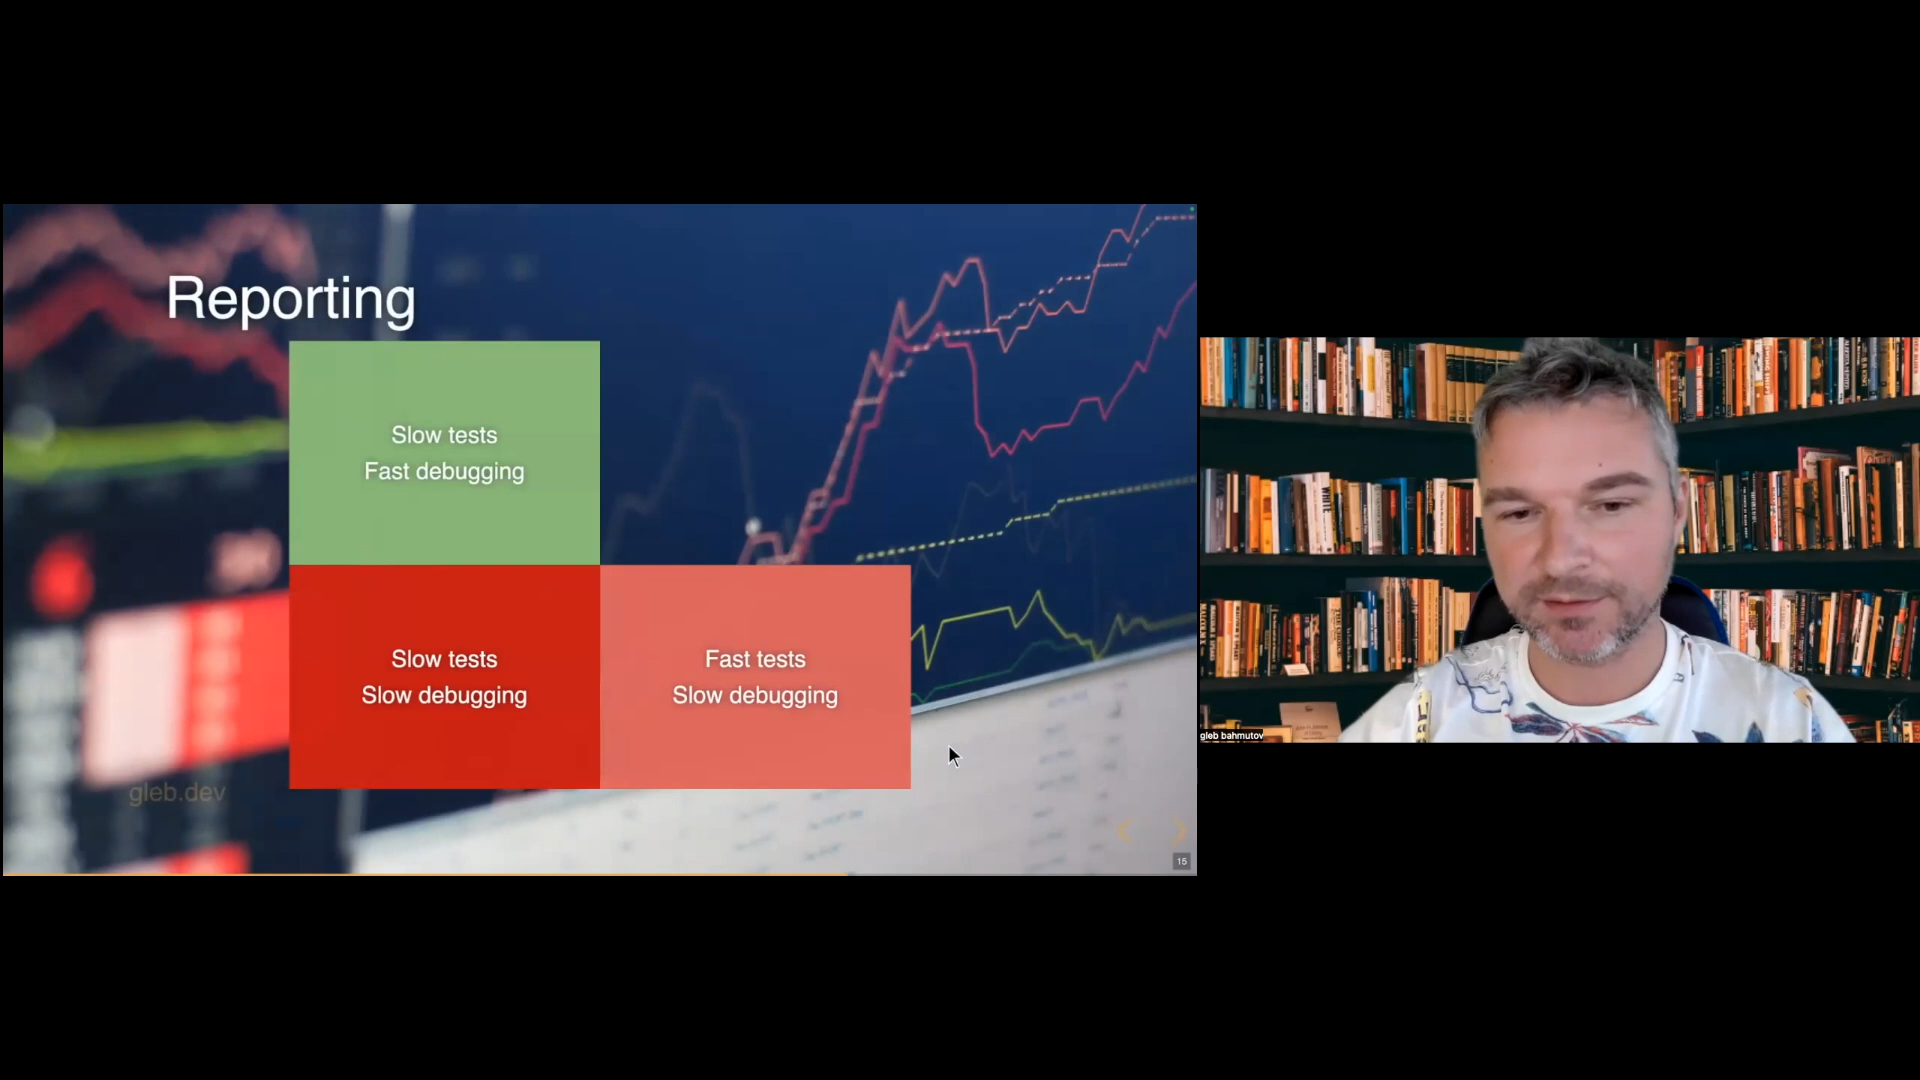 Reporting
Slow tests
Fast debugging
Slow tests
Slow debugging
Fast tests
Slow debugging
gleb.dev
15
gleb bahmutov